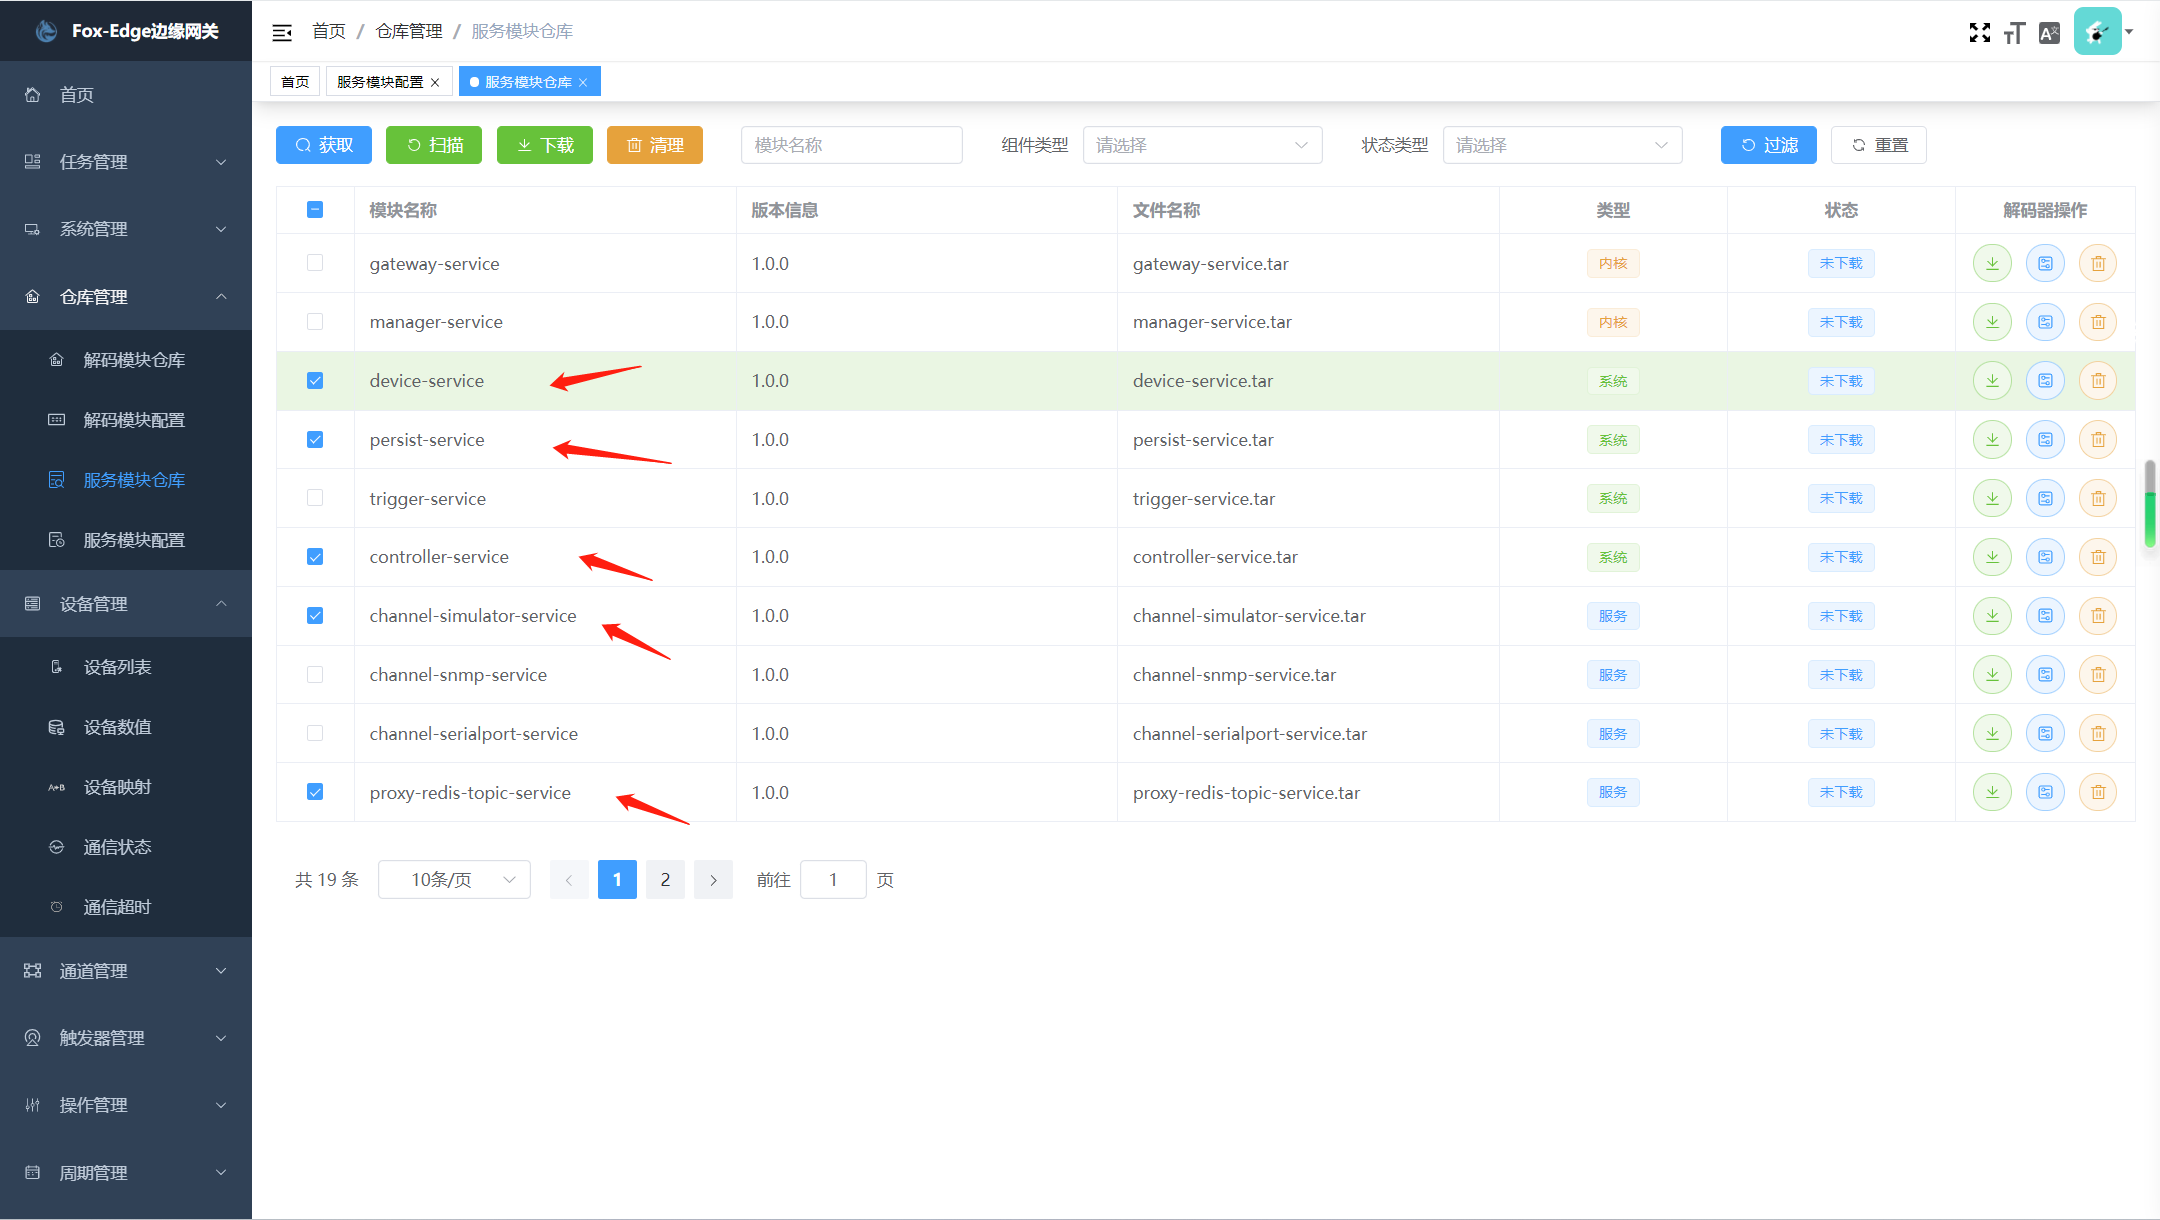 Fox-Edge边缘网关
首页 / 仓库管理 / 服务模块仓库
首页 服务模块配置 × 服务模块仓库 ×
首页
任务管理
系统管理
仓库管理
解码模块仓库
解码模块配置
服务模块仓库
服务模块配置
设备管理
设备列表
设备数值
A+B 设备映射
通信状态
通信超时
通道管理
触发器管理
操作管理
周期管理
获取 扫描 下载 清理 模块名称 组件类型 请选择 状态类型 请选择 过滤 重置
模块名称 版本信息 文件名称 类型 状态 解码器操作
gateway-service 1.0.0 gateway-service.tar 内核 未下载
manager-service 1.0.0 manager-service.tar 内核 未下载
device-service 1.0.0 device-service.tar 系统 未下载
persist-service 1.0.0 persist-service.tar 系统 未下载
trigger-service 1.0.0 trigger-service.tar 系统 未下载
controller-service 1.0.0 controller-service.tar 系统 未下载
channel-simulator-service 1.0.0 channel-simulator-service.tar 服务 未下载
channel-snmp-service 1.0.0 channel-snmp-service.tar 服务 未下载
channel-serialport-service 1.0.0 channel-serialport-service.tar 服务 未下载
proxy-redis-topic-service 1.0.0 proxy-redis-topic-service.tar 服务 未下载
共 19 条 10条/页 < 1 2 > 前往 1 页